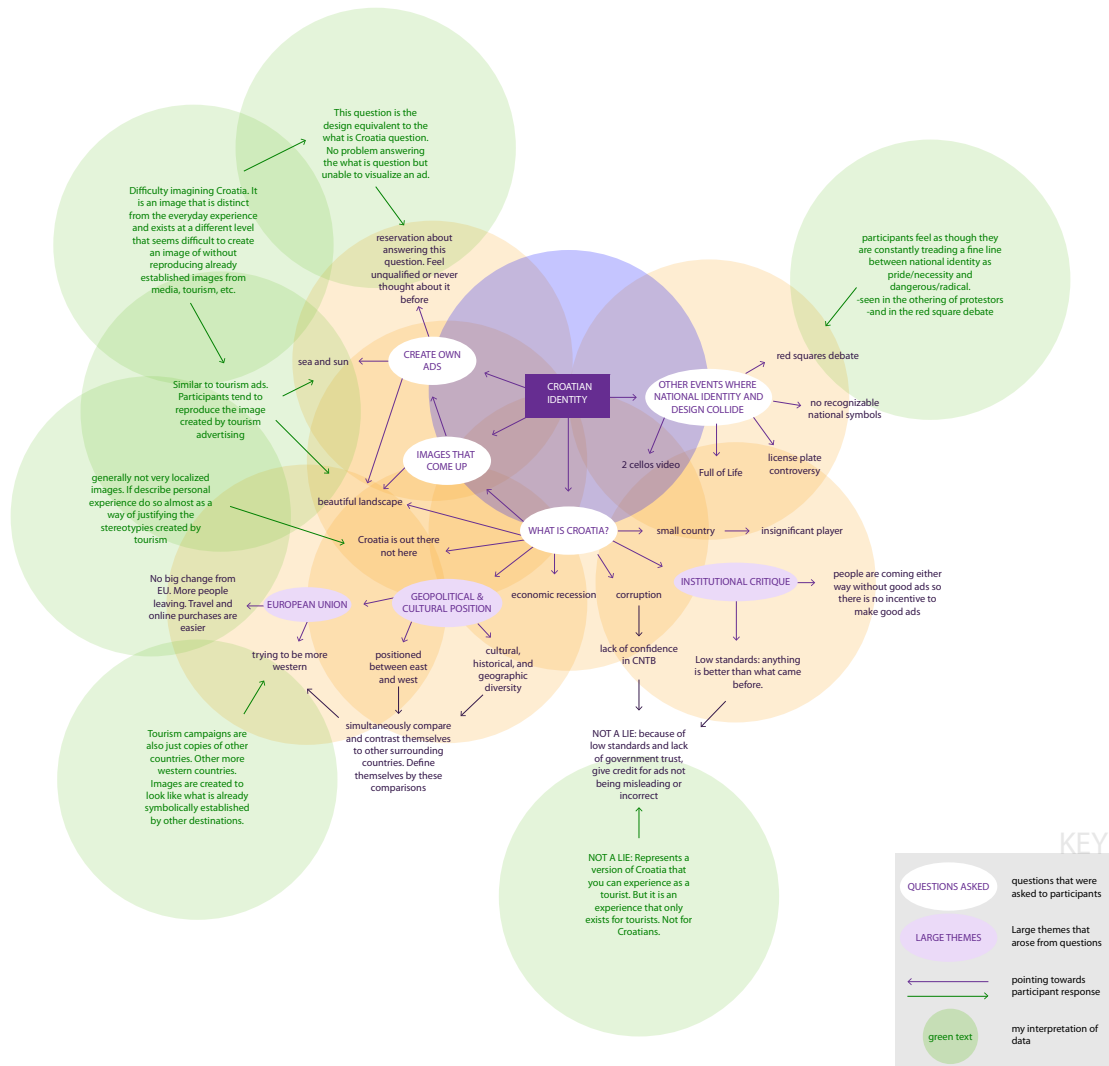 This question is the
design equivalent to the
what is Croatia question.
No problem answering
the what is question but
unable to visualize an ad.
Difficulty imagining Croatia. It
is an image that is distinct
from the everyday experience
and exists at a different level
that seems difficult to create
an image of without
reproducing already
established images from
media, tourism, etc.
reservation about
answering this
question. Feel
unqualified or never
thought about it
before
participants feel as though they
are constantly treading a fine line
between national identity as
pride/necessity and
dangerous/radical.
-seen in the othering of protestors
-and in the red square debate
sea and sun
CREATE OWN
ADS
CROATIAN
IDENTITY
OTHER EVENTS WHERE
NATIONAL IDENTITY AND
DESIGN COLLIDE
red squares debate
no recognizable
national symbols
Similar to tourism ads.
Participants tend to
reproduce the image
created by tourism
advertising
IMAGES THAT
COME UP
2 cellos video
Full of Life
license plate
controversy
generally not very localized
images. If describe personal
experience do so almost as a
way of justifying the
stereotypies created by
tourism
beautiful landscape
Croatia is out there
not here
WHAT IS CROATIA?
small country
insignificant player
No big change from
EU. More people
leaving. Travel and
online purchases are
easier
EUROPEAN UNION
GEOPOLITICAL &
CULTURAL POSITION
economic recession
corruption
INSTITUTIONAL CRITIQUE
people are coming either
way without good ads so
there is no incentive to
make good ads
trying to be more
western
positioned
between east
and west
cultural,
historical, and
geographic
diversity
lack of confidence
in CNTB
Low standards: anything
is better than what came
before.
Tourism campaigns are
also just copies of other
countries. Other more
western countries.
Images are created to
look like what is already
symbolically established
by other destinations.
simultaneously compare
and contrast themselves
to other surrounding
countries. Define
themselves by these
comparisons
NOT A LIE: because of
low standards and lack
of government trust,
give credit for ads not
being misleading or
incorrect
NOT A LIE: Represents a
version of Croatia that
you can experience as a
tourist. But it is an
experience that only
exists for tourists. Not for
Croatians.
KEY
QUESTIONS ASKED
questions that were
asked to participants
LARGE THEMES
Large themes that
arose from questions
pointing towards
participant response
green text
my interpretation of
data